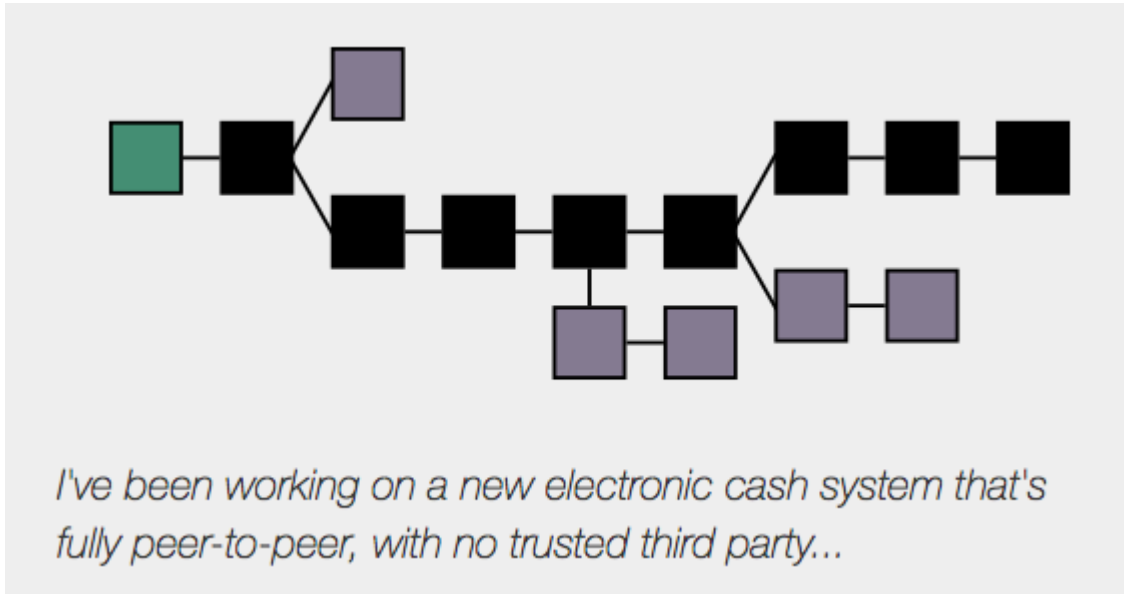 I've been working on a new electronic cash system that's
fully peer-to-peer, with no trusted third party...